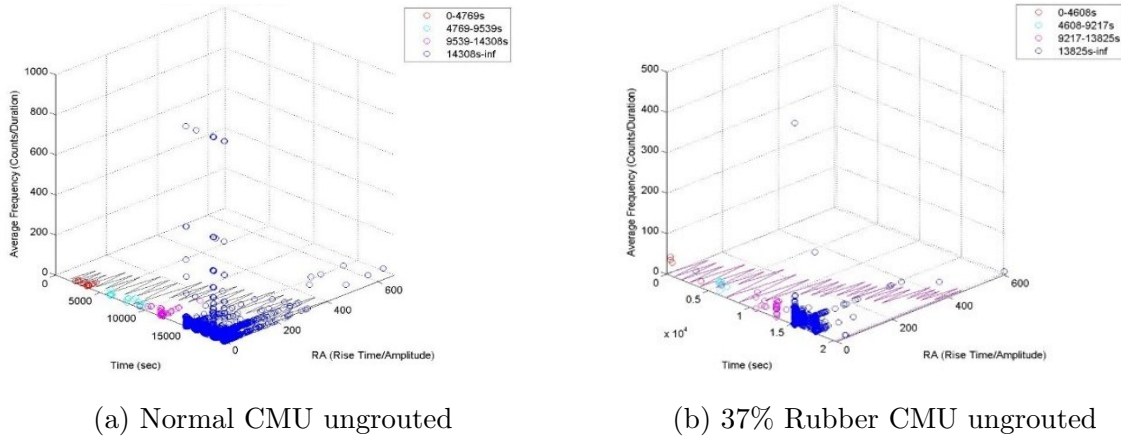 0-4769s
4769-9539s
9539-14308s
14308s-inf
1000
800
600
400
200
0
Average Frequency (Counts/Duration)
0
5000
10000
15000
Time (sec)
0
200
400
600
RA (Rise Time/Amplitude)
(a) Normal CMU ungrouted
0-4608s
4608-9217s
9217-13825s
13825s-inf
500
400
300
200
100
0
Average Frequency (Counts/Duration)
0
0.5
1
1.5
2
x 10⁴
Time (sec)
0
200
400
600
RA (Rise Time/Amplitude)
(b) 37% Rubber CMU ungrouted